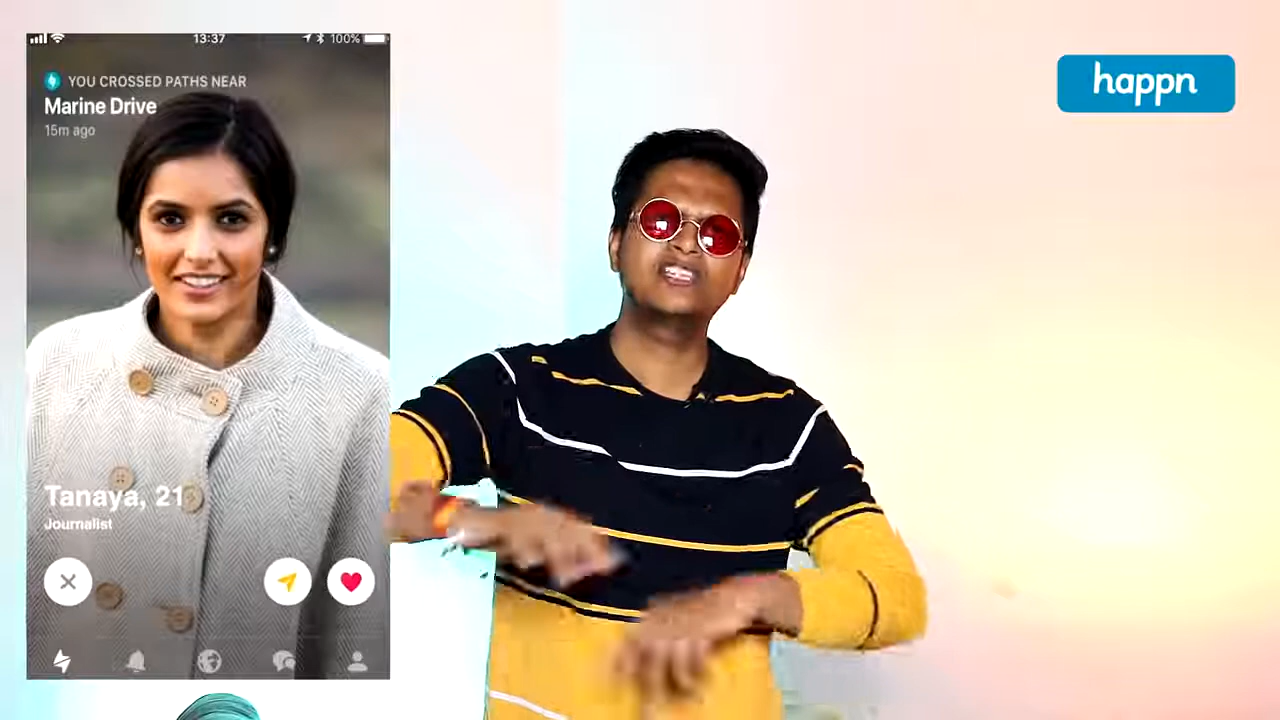 13:37
100%
YOU CROSSED PATHS NEAR
Marine Drive
15m ago
Tanaya, 21
Journalist
happn